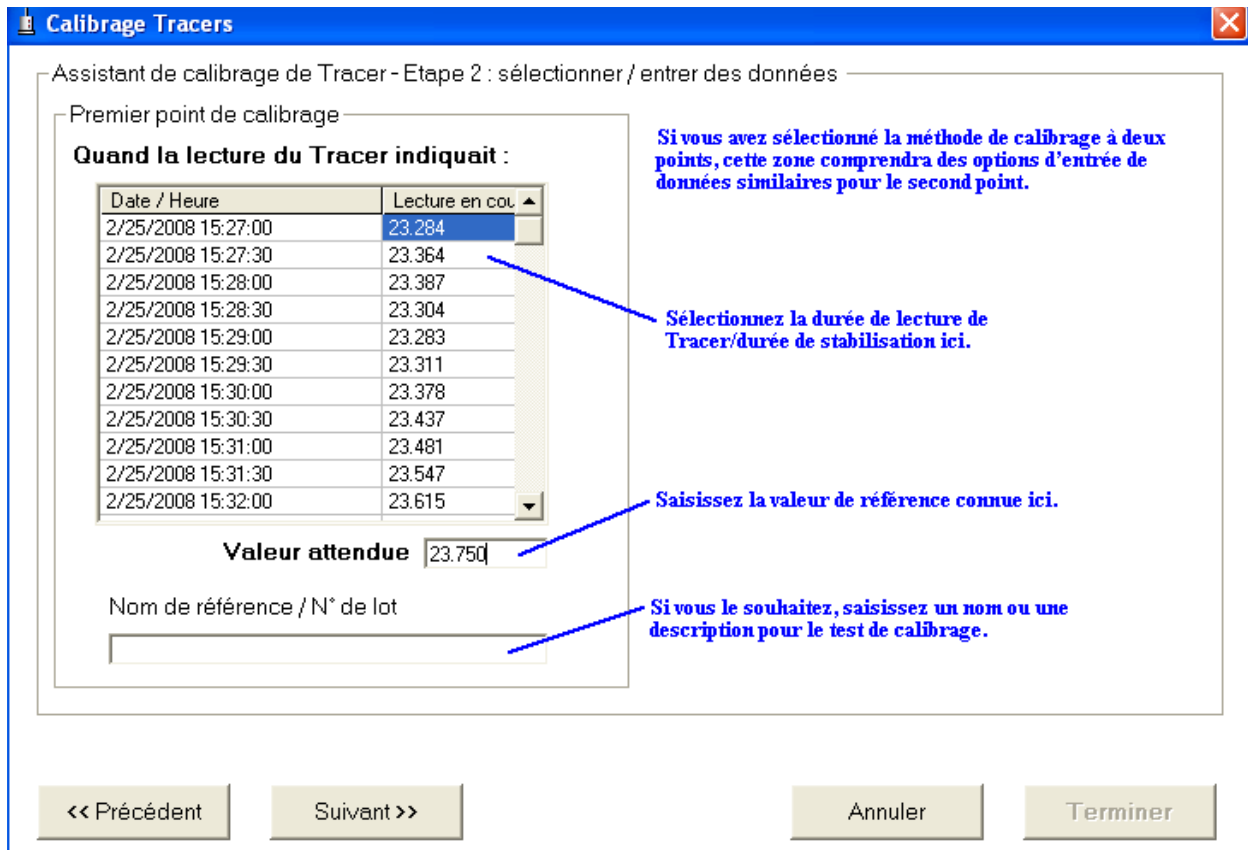 Calibrage Tracers
Assistant de calibrage de Tracer - Etape 2 : sélectionner / entrer des données
Premier point de calibrage
Quand la lecture du Tracer indiquait :
Date / Heure Lecture en cou
2/25/2008 15:27:00 23.284
2/25/2008 15:27:30 23.364
2/25/2008 15:28:00 23.387
2/25/2008 15:28:30 23.304
2/25/2008 15:29:00 23.283
2/25/2008 15:29:30 23.311
2/25/2008 15:30:00 23.378
2/25/2008 15:30:30 23.437
2/25/2008 15:31:00 23.481
2/25/2008 15:31:30 23.547
2/25/2008 15:32:00 23.615
Valeur attendue 23.750
Nom de référence / N° de lot
Si vous avez sélectionné la méthode de calibrage à deux
points, cette zone comprendra des options d'entrée de
données similaires pour le second point.
Sélectionnez la durée de lecture de
Tracer/durée de stabilisation ici.
Saisissez la valeur de référence connue ici.
Si vous le souhaitez, saisissez un nom ou une
description pour le test de calibrage.
<< Précédent
Suivant >>
Annuler
Terminer